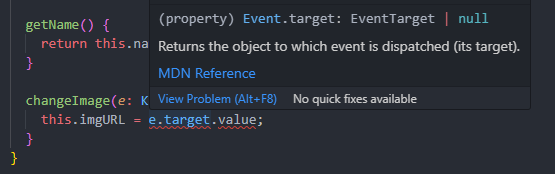 (property) Event.target: EventTarget | null
getName() {
return this.na
Returns the object to which event is dispatched (its target).
}
MDN Reference
changeImage(e: K
View Problem (Alt+F8) No quick fixes available
this.imgURL = e.target.value;
}
}